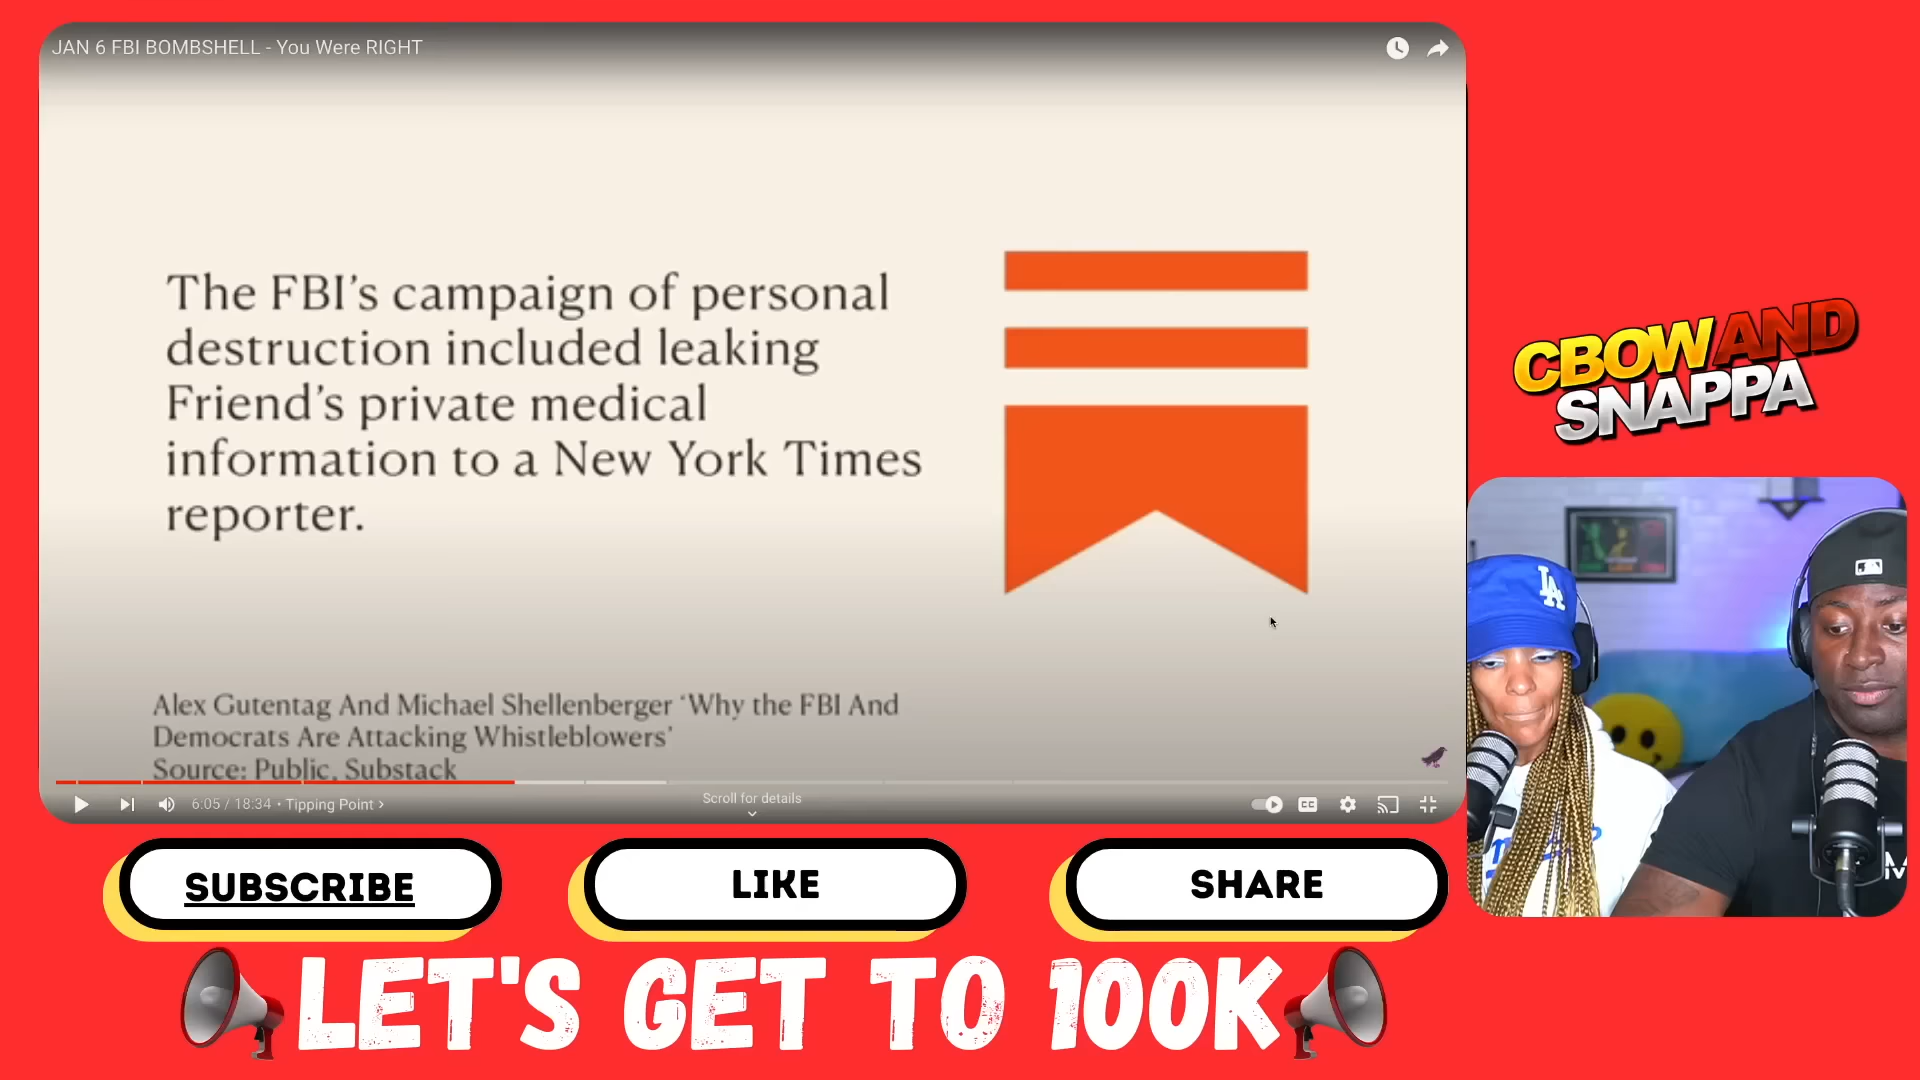 JAN 6 FBI BOMBSHELL - You Were RIGHT
The FBI's campaign of personal
destruction included leaking
Friend's private medical
information to a New York Times
reporter.
Alex Gutentag And Michael Shellenberger ‘Why the FBI And
Democrats Are Attacking Whistleblowers’
Source: Public, Substack
6:05 / 18:34 • Tipping Point ›
Scroll for details
CC
CBOW AND
SNAPPA
LA
SUBSCRIBE
LIKE
SHARE
LET'S GET TO 100K